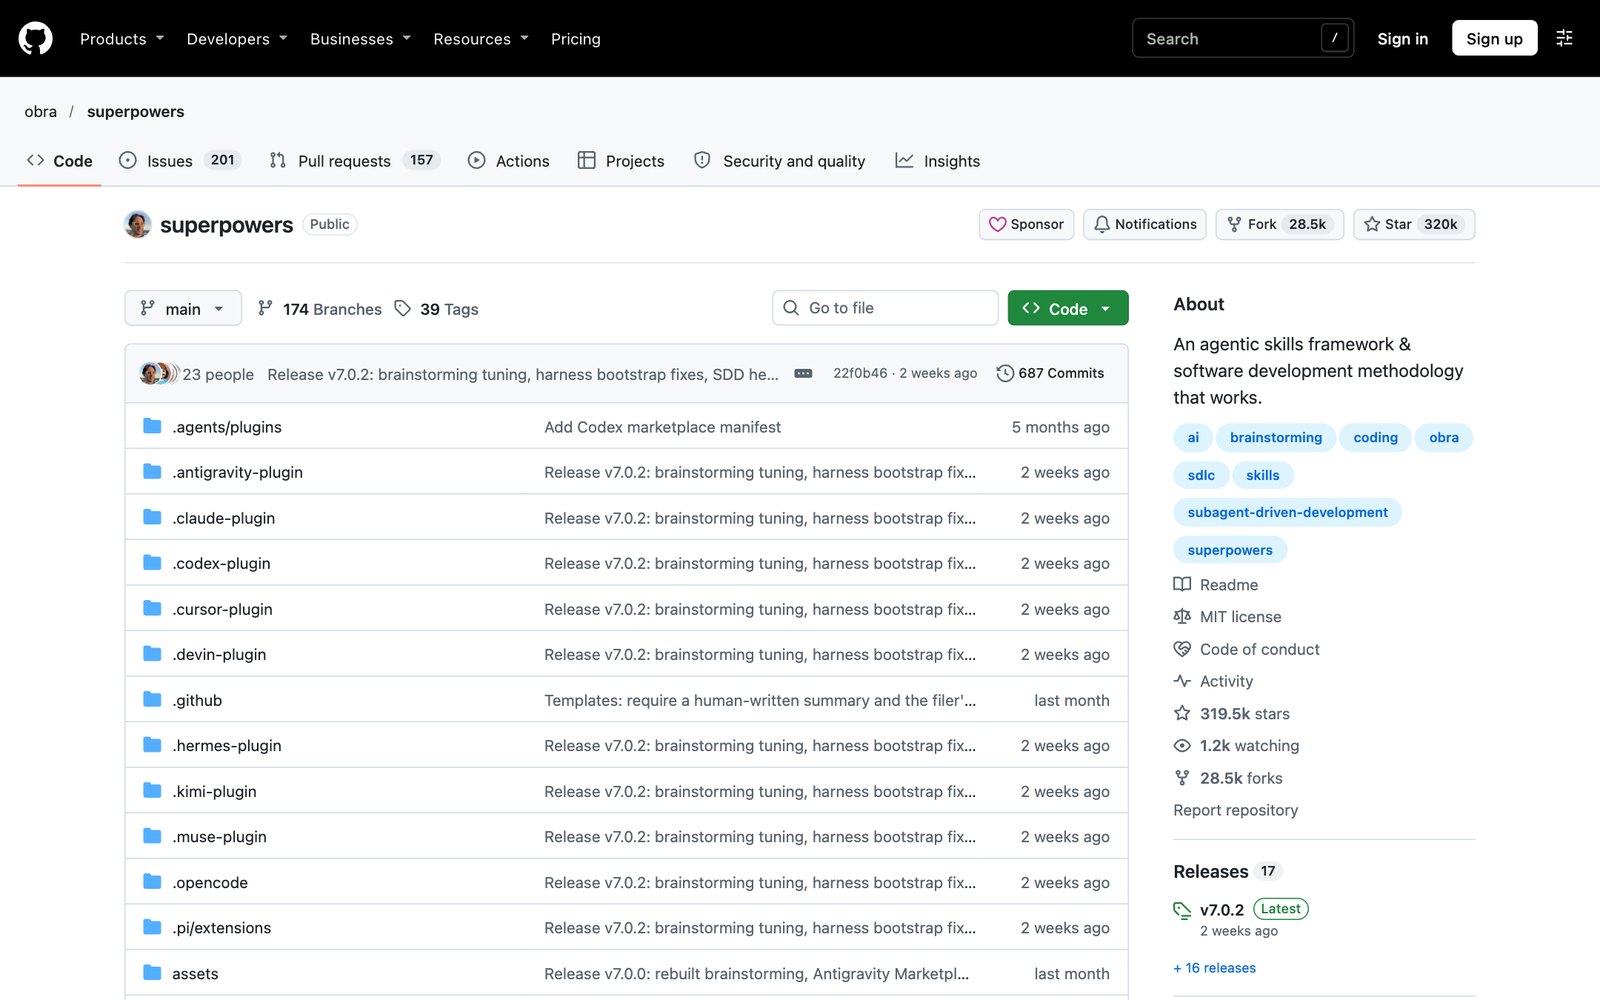 Products Developers Businesses Resources Pricing Search / Sign in Sign up
obra / superpowers
Code Issues 201 Pull requests 157 Actions Projects Security and quality Insights
superpowers Public Sponsor Notifications Fork 28.5k Star 320k
main 174 Branches 39 Tags Go to file Code
23 people Release v7.0.2: brainstorming tuning, harness bootstrap fixes, SDD he... 22f0b46 · 2 weeks ago 687 Commits
.agents/plugins Add Codex marketplace manifest 5 months ago
.antigravity-plugin Release v7.0.2: brainstorming tuning, harness bootstrap fix... 2 weeks ago
.claude-plugin Release v7.0.2: brainstorming tuning, harness bootstrap fix... 2 weeks ago
.codex-plugin Release v7.0.2: brainstorming tuning, harness bootstrap fix... 2 weeks ago
.cursor-plugin Release v7.0.2: brainstorming tuning, harness bootstrap fix... 2 weeks ago
.devin-plugin Release v7.0.2: brainstorming tuning, harness bootstrap fix... 2 weeks ago
.github Templates: require a human-written summary and the filer'... last month
.hermes-plugin Release v7.0.2: brainstorming tuning, harness bootstrap fix... 2 weeks ago
.kimi-plugin Release v7.0.2: brainstorming tuning, harness bootstrap fix... 2 weeks ago
.muse-plugin Release v7.0.2: brainstorming tuning, harness bootstrap fix... 2 weeks ago
.opencode Release v7.0.2: brainstorming tuning, harness bootstrap fix... 2 weeks ago
.pi/extensions Release v7.0.2: brainstorming tuning, harness bootstrap fix... 2 weeks ago
assets Release v7.0.0: rebuilt brainstorming, Antigravity Marketpl... last month
About
An agentic skills framework &
software development methodology
that works.
ai brainstorming coding obra
sdlc skills
subagent-driven-development
superpowers
Readme
MIT license
Code of conduct
Activity
319.5k stars
1.2k watching
28.5k forks
Report repository
Releases 17
v7.0.2 Latest
2 weeks ago
+ 16 releases